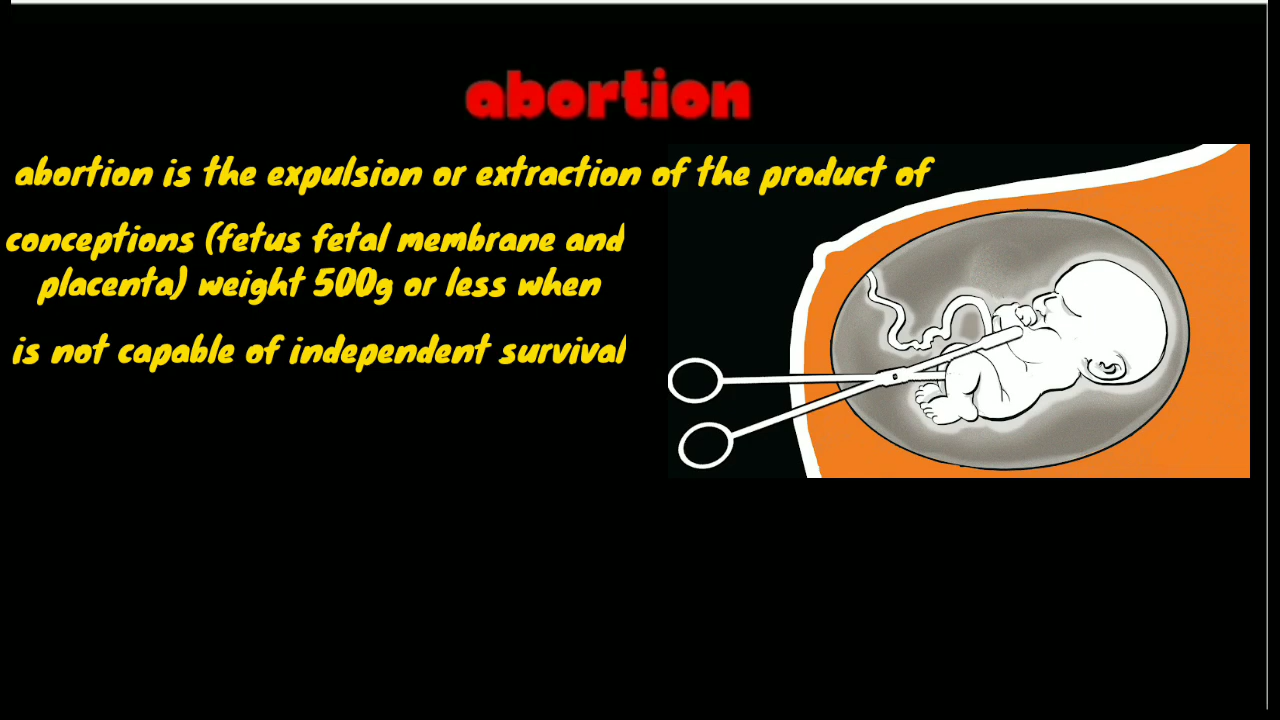 abortion
abortion is the expulsion or extraction of the product of
conceptions (fetus fetal membrane and
placenta) weight 500g or less when
is not capable of independent survival